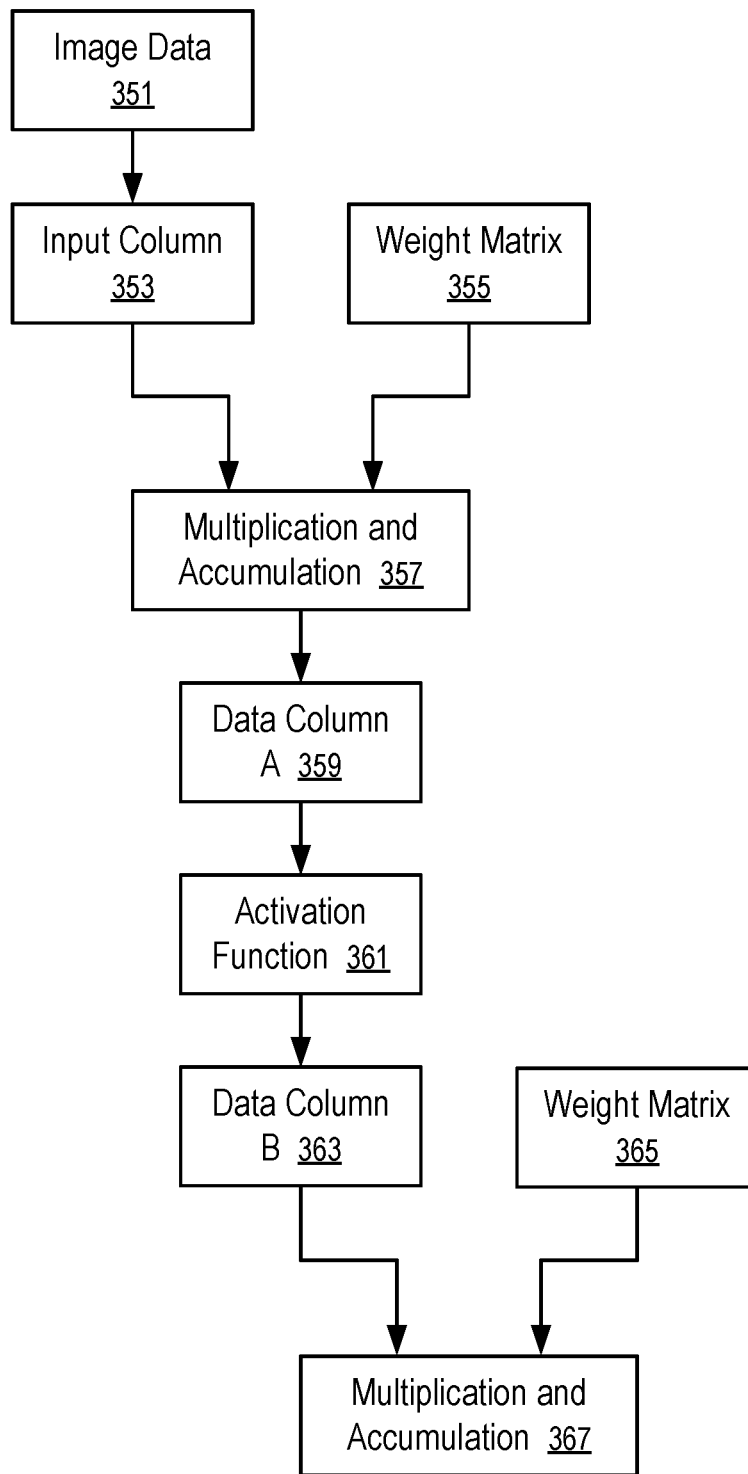 Image Data
351
Input Column
353
Weight Matrix
355
Multiplication and
Accumulation 357
Data Column
A 359
Activation
Function 361
Data Column
B 363
Weight Matrix
365
Multiplication and
Accumulation 367